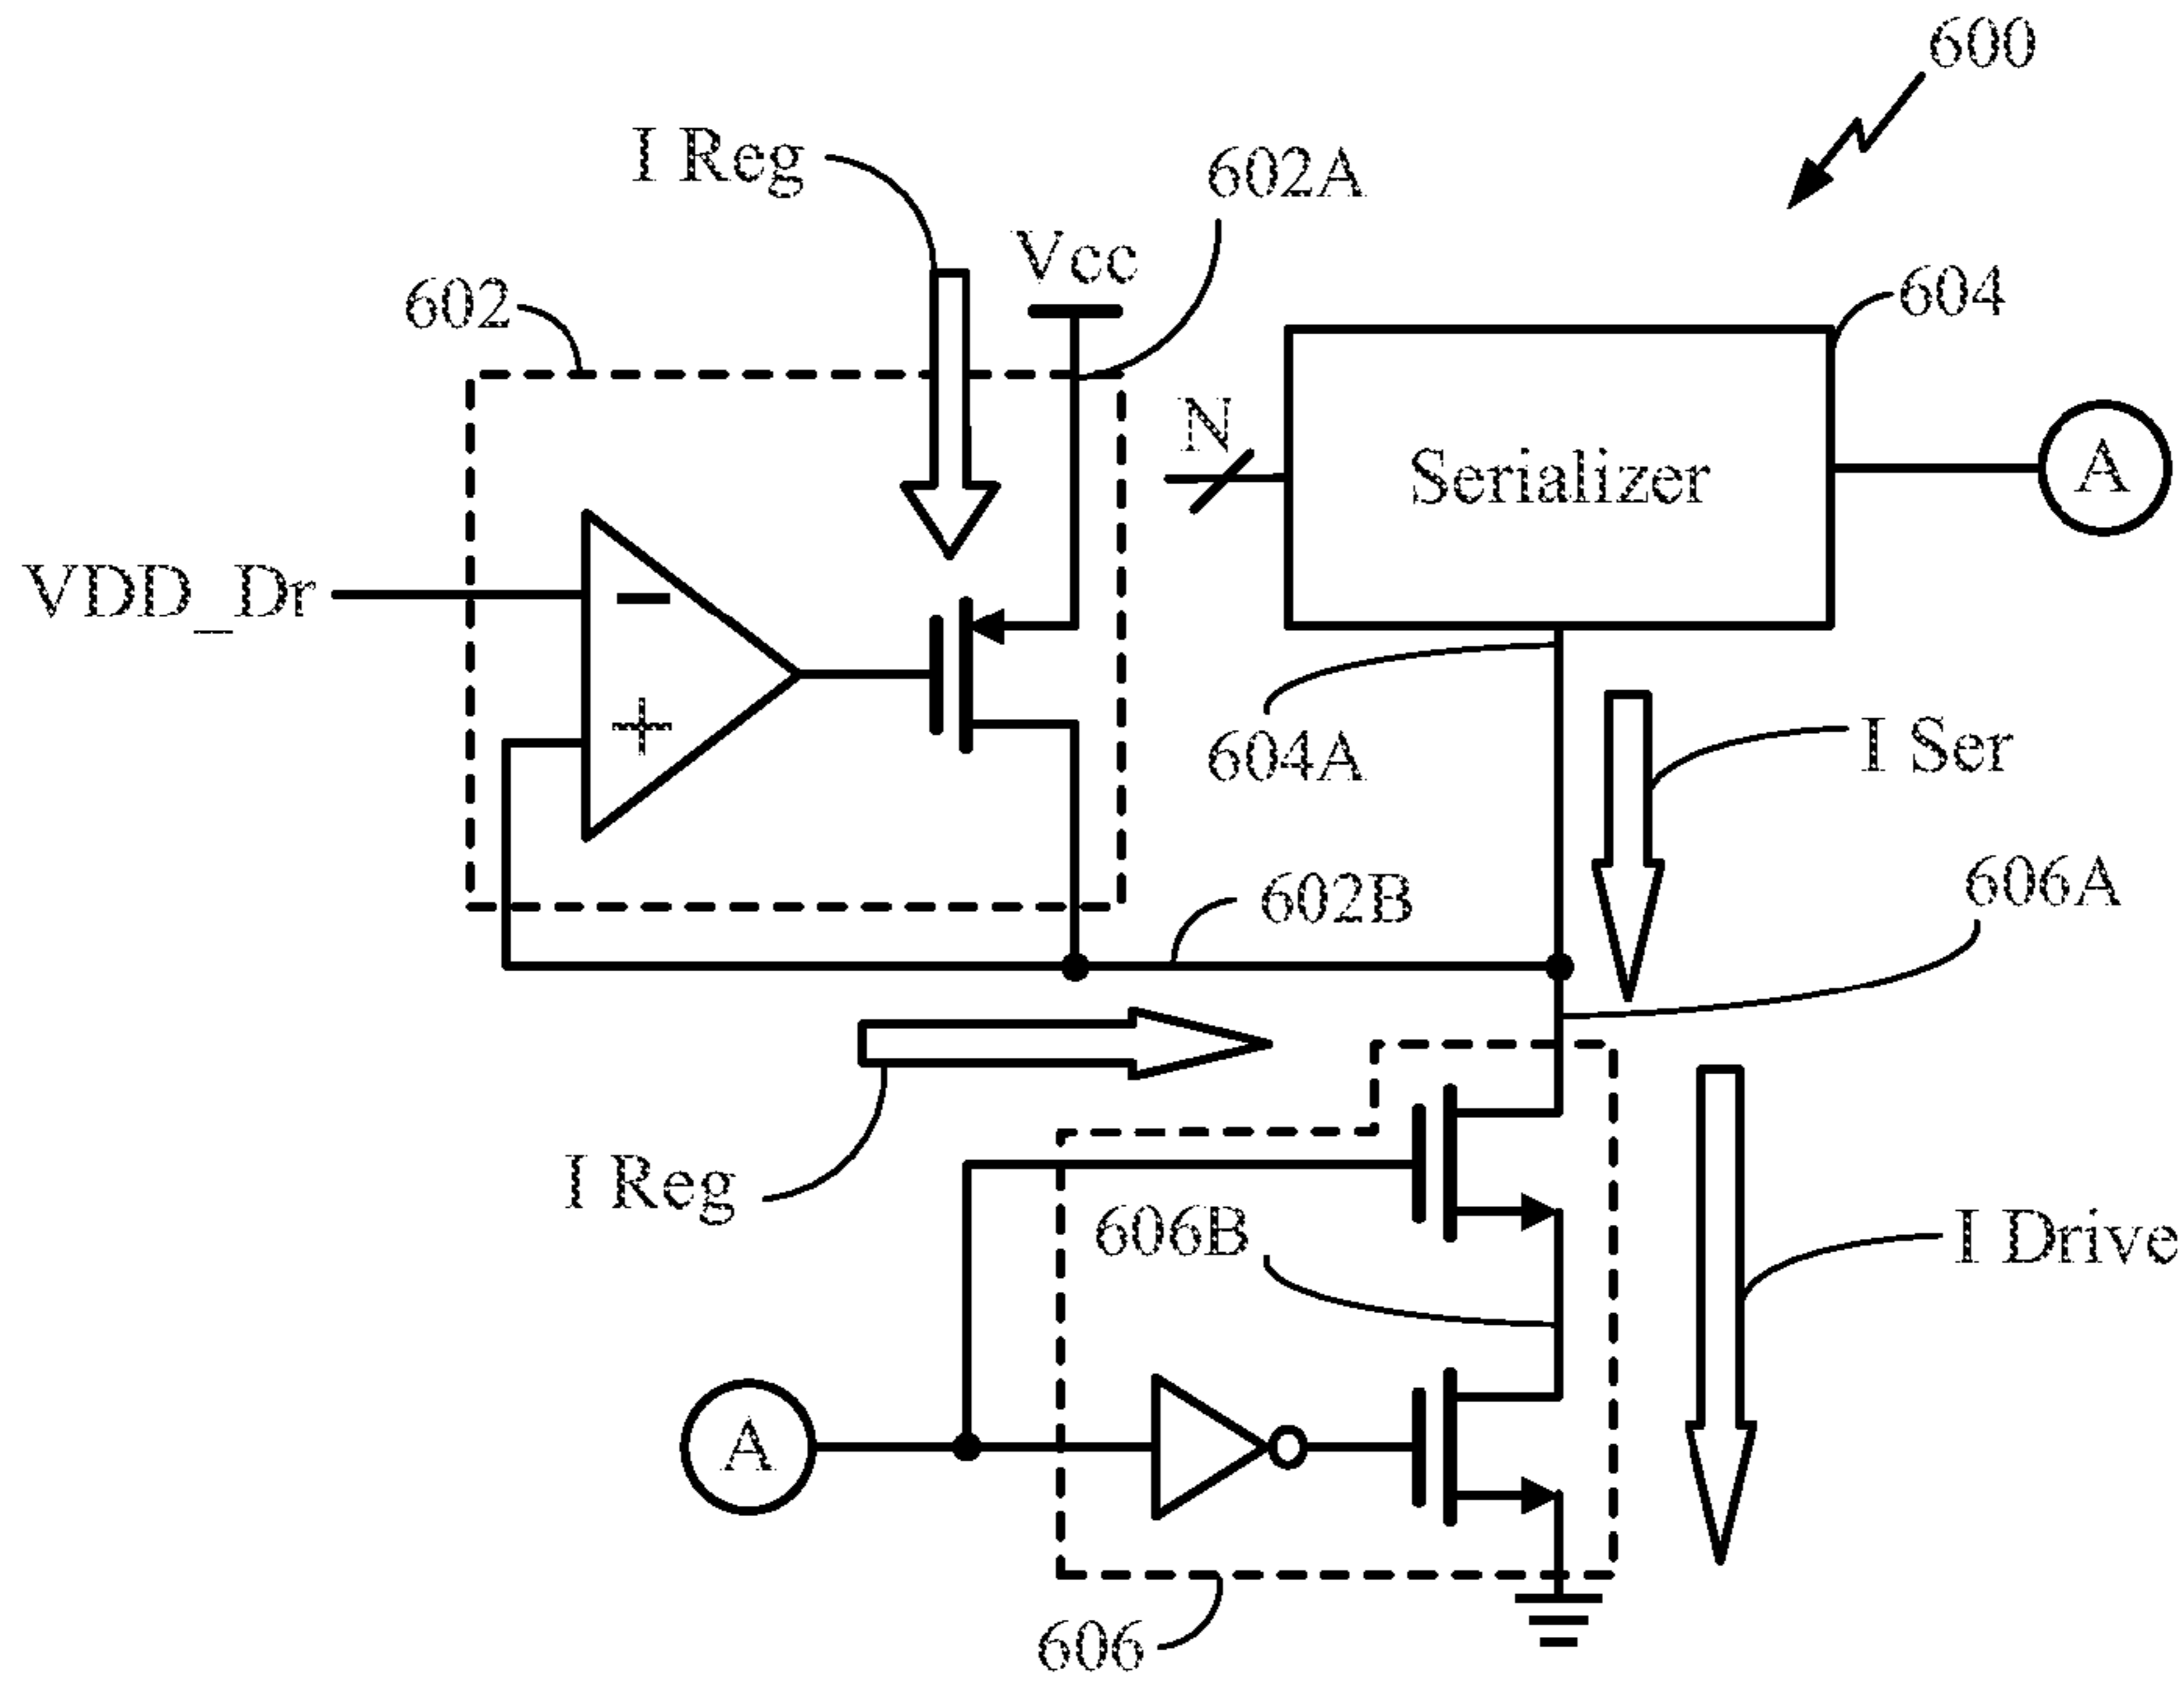 600
I Reg
602A
Vcc
602
604
N
Serializer
A
VDD_Dr
-
+
604A
I Ser
606A
602B
I Reg
606B
I Drive
A
606